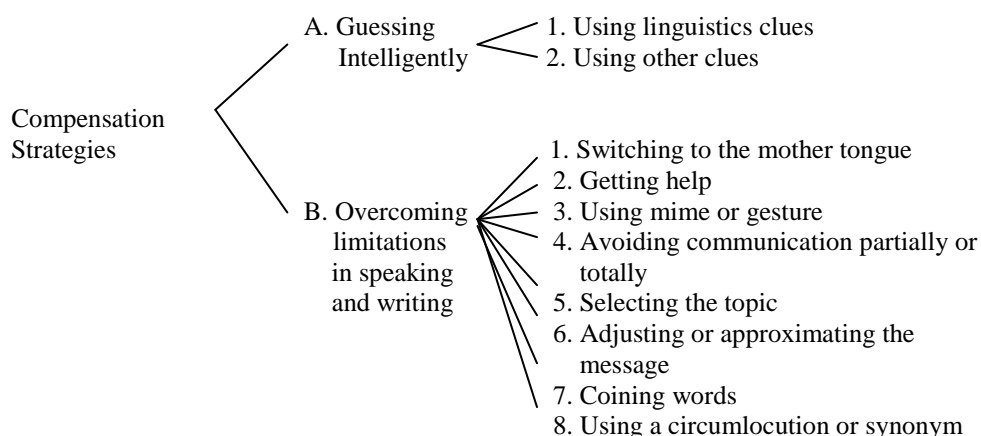 A. Guessing
Intelligently
1. Using linguistics clues
2. Using other clues
Compensation
Strategies
B. Overcoming
limitations
in speaking
and writing
1. Switching to the mother tongue
2. Getting help
3. Using mime or gesture
4. Avoiding communication partially or
totally
5. Selecting the topic
6. Adjusting or approximating the
message
7. Coining words
8. Using a circumlocution or synonym